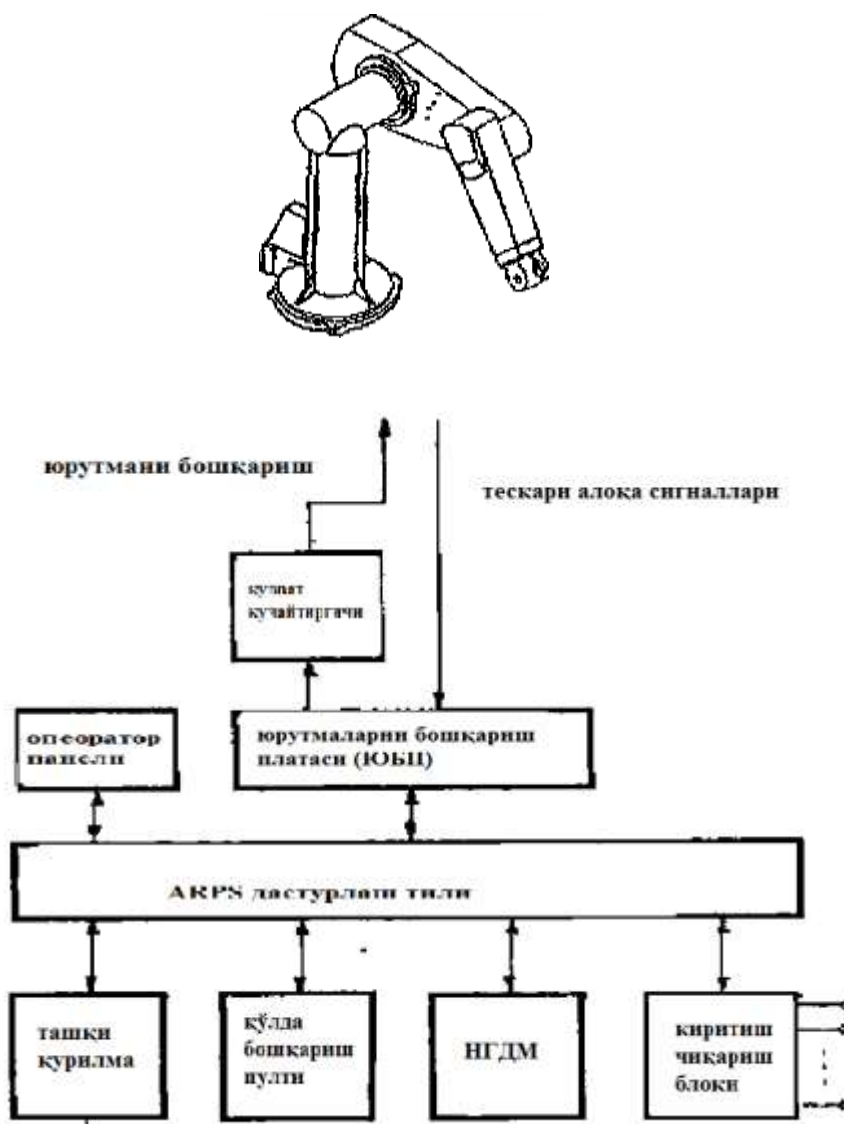 юрутмани бошқариш
тескари алоқа сигналлари
қувват
кучайтиргичи
оператор
панели
юрутмаларни бошқариш
платаси (ЮБП)
ARPS дастурлаш тили
ташқи
қурилма
қўлда
бошқариш
пулти
НГДМ
киритиш
чиқариш
блоки